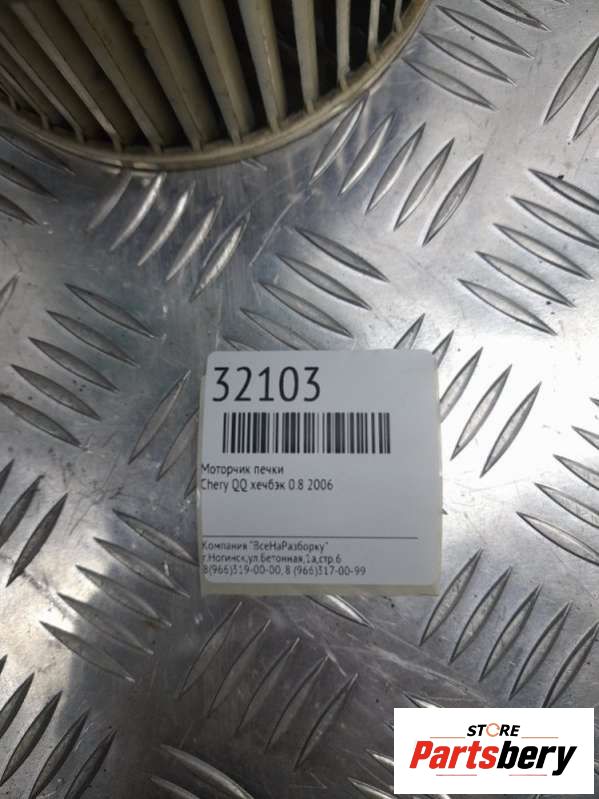 32103
Моторчик печки
Chery QQ хечбэк 0.8 2006
Компания "ВсеНаРазборку"
г.Ногинск,ул.Бетонная,1а,стр.6
8(966)319-00-00, 8 (966)317-00-99
STORE
Partsbery